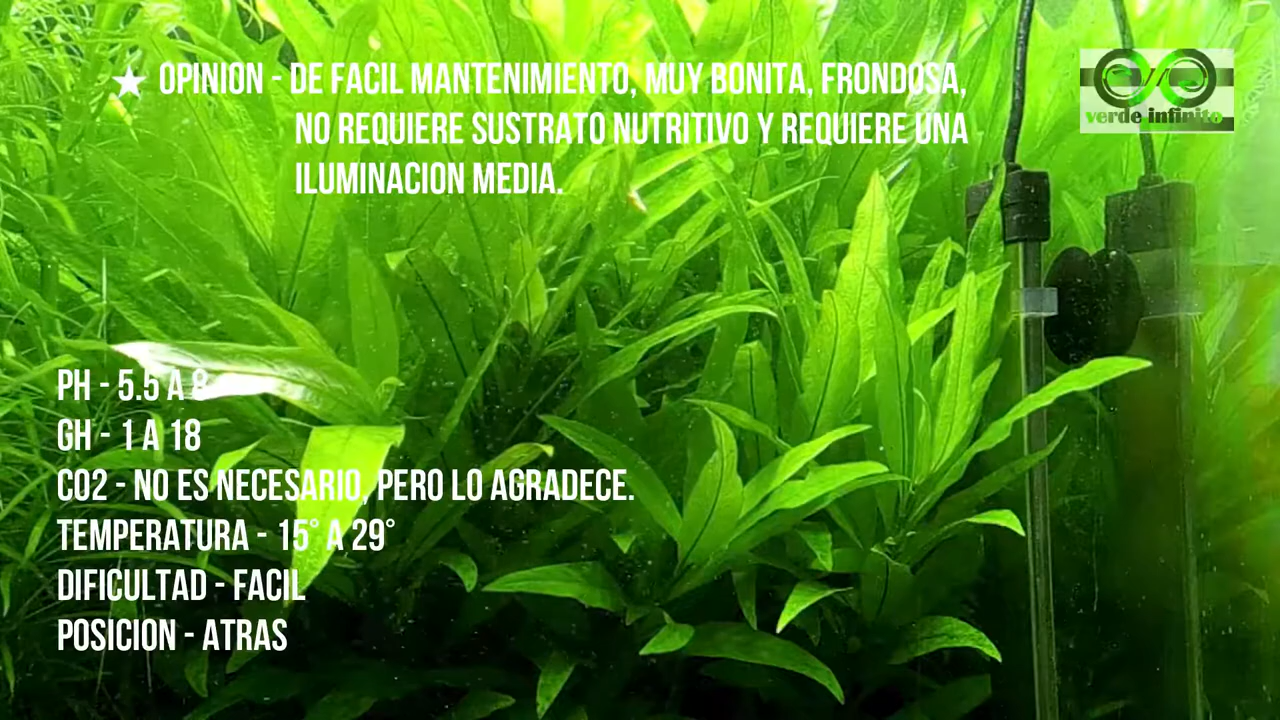 ★ OPINION - DE FACIL MANTENIMIENTO, MUY BONITA, FRONDOSA,
NO REQUIERE SUSTRATO NUTRITIVO Y REQUIERE UNA
ILUMINACION MEDIA.
verde infinito
PH - 5.5 A 8
GH - 1 A 18
CO2 - NO ES NECESARIO, PERO LO AGRADECE.
TEMPERATURA - 15° A 29°
DIFICULTAD - FACIL
POSICION - ATRAS